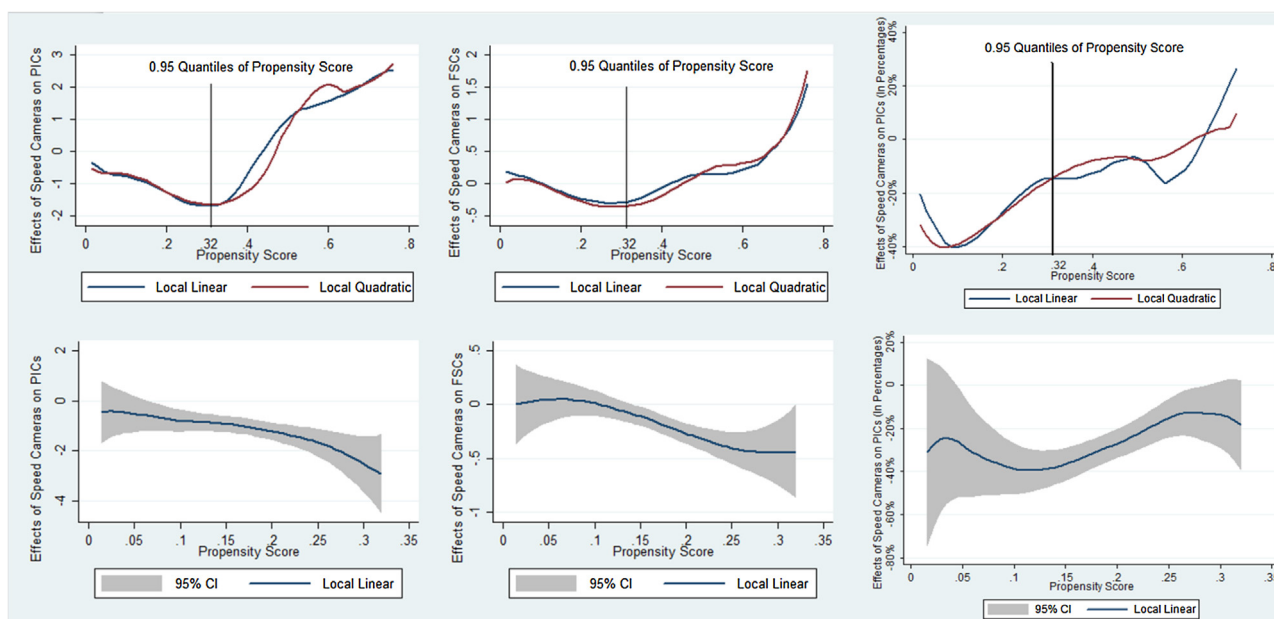 Effects of Speed Cameras on PICs
3
2
1
0
-1
-2
0.95 Quantiles of Propensity Score
0 .2 .32 .4 .6 .8
Propensity Score
Local Linear Local Quadratic
Effects of Speed Cameras on FSCs
2
1.5
1
.5
0
-.5
0.95 Quantiles of Propensity Score
0 .2 .32 .4 .6 .8
Propensity Score
Local Linear Local Quadratic
Effects of Speed Cameras on PICs (In Percentages)
40%
20%
0
-20%
-40%
0.95 Quantiles of Propensity Score
0 .2 .32 .4 .6 .8
Propensity Score
Local Linear Local Quadratic
Effects of Speed Cameras on PICs
2
0
-2
-4
0 .05 .1 .15 .2 .25 .3 .35
Propensity Score
95% CI Local Linear
Effects of Speed Cameras on FSCs
.5
0
-.5
-1
0 .05 .1 .15 .2 .25 .3 .35
Propensity Score
95% CI Local Linear
Effects of Speed Cameras on PICs (In Percentages)
20%
0
-20%
-40%
-60%
-80%
0 .05 .1 .15 .2 .25 .3 .35
Propensity Score
95% CI Local Linear